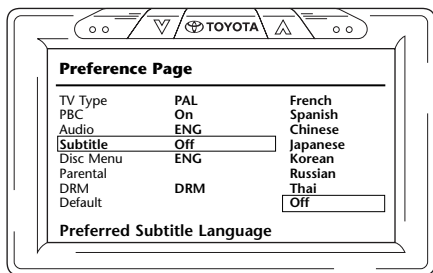 TOYOTA
Preference Page
TV Type PAL French
PBC On Spanish
Audio ENG Chinese
Subtitle Off Japanese
Disc Menu ENG Korean
Parental Russian
DRM DRM Thai
Default Off
Preferred Subtitle Language